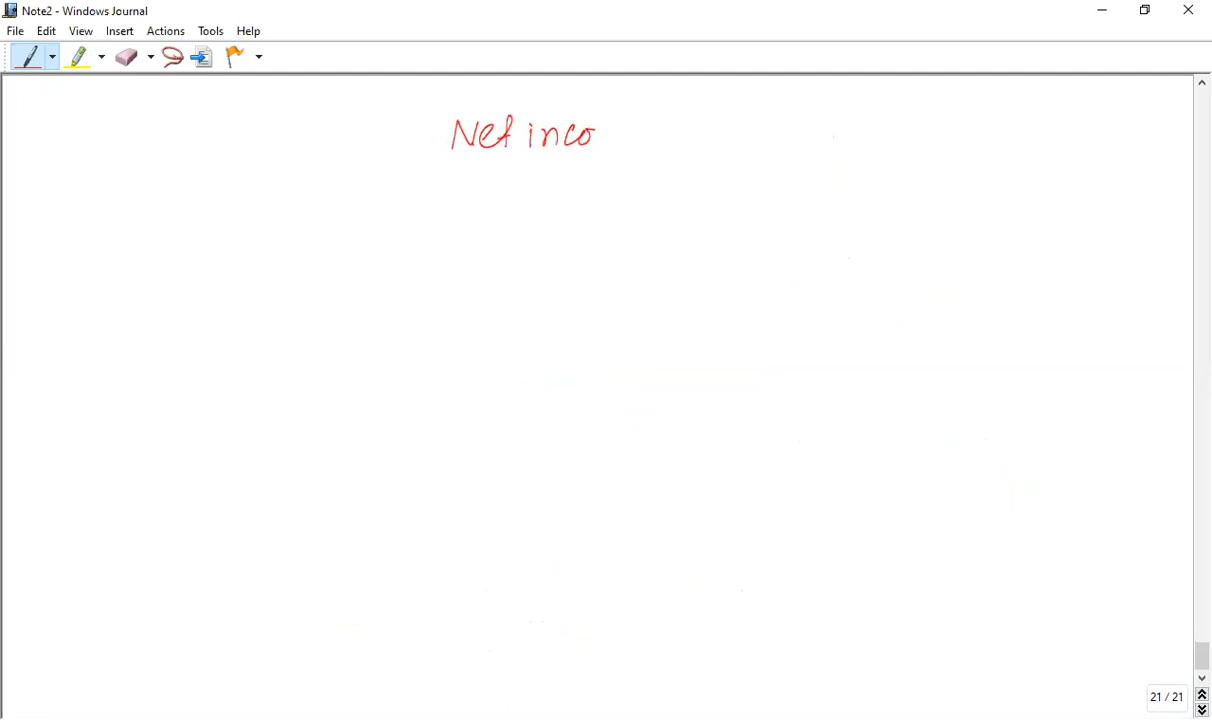 Note2 - Windows Journal
File Edit View Insert Actions Tools Help
Net inco
21 / 21